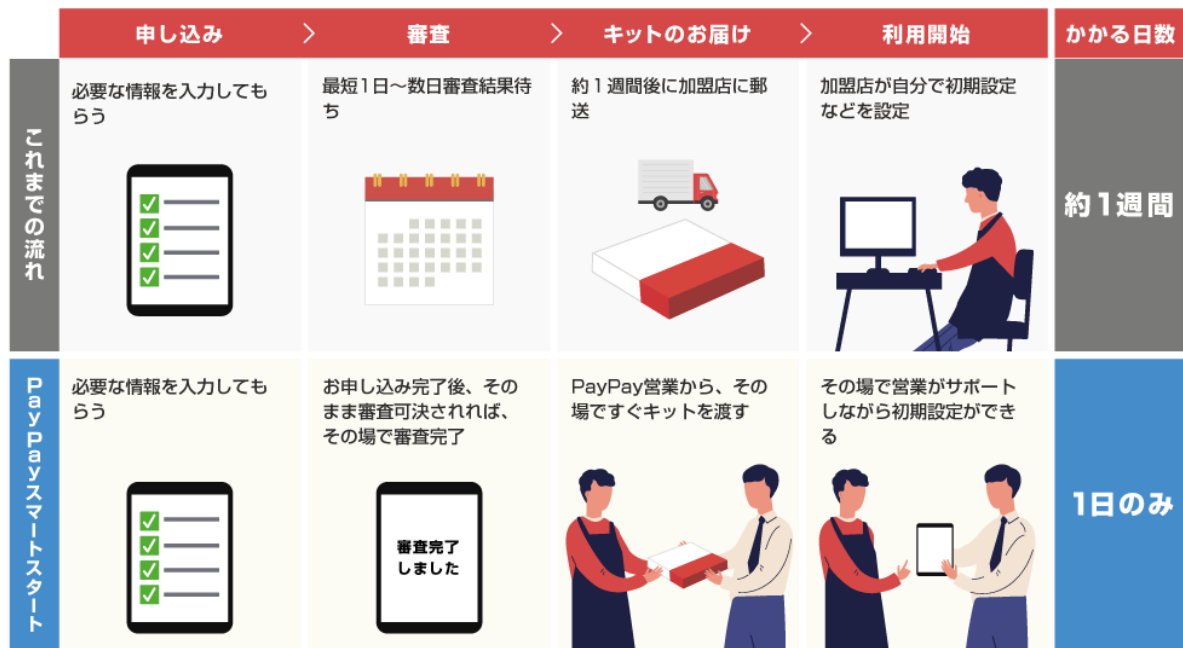 申し込み
審査
キットのお届け
利用開始
かかる日数
これまでの流れ
必要な情報を入力しても
らう
最短1日〜数日審査結果待
ち
約1週間後に加盟店に郵
送
加盟店が自分で初期設定
などを設定
約1週間
PayPayスマートスタート
必要な情報を入力しても
らう
お申し込み完了後、その
まま審査可決されれば、
その場で審査完了
審査完了
しました
PayPay営業から、その
場ですぐキットを渡す
その場で営業がサポート
しながら初期設定ができ
る
1日のみ